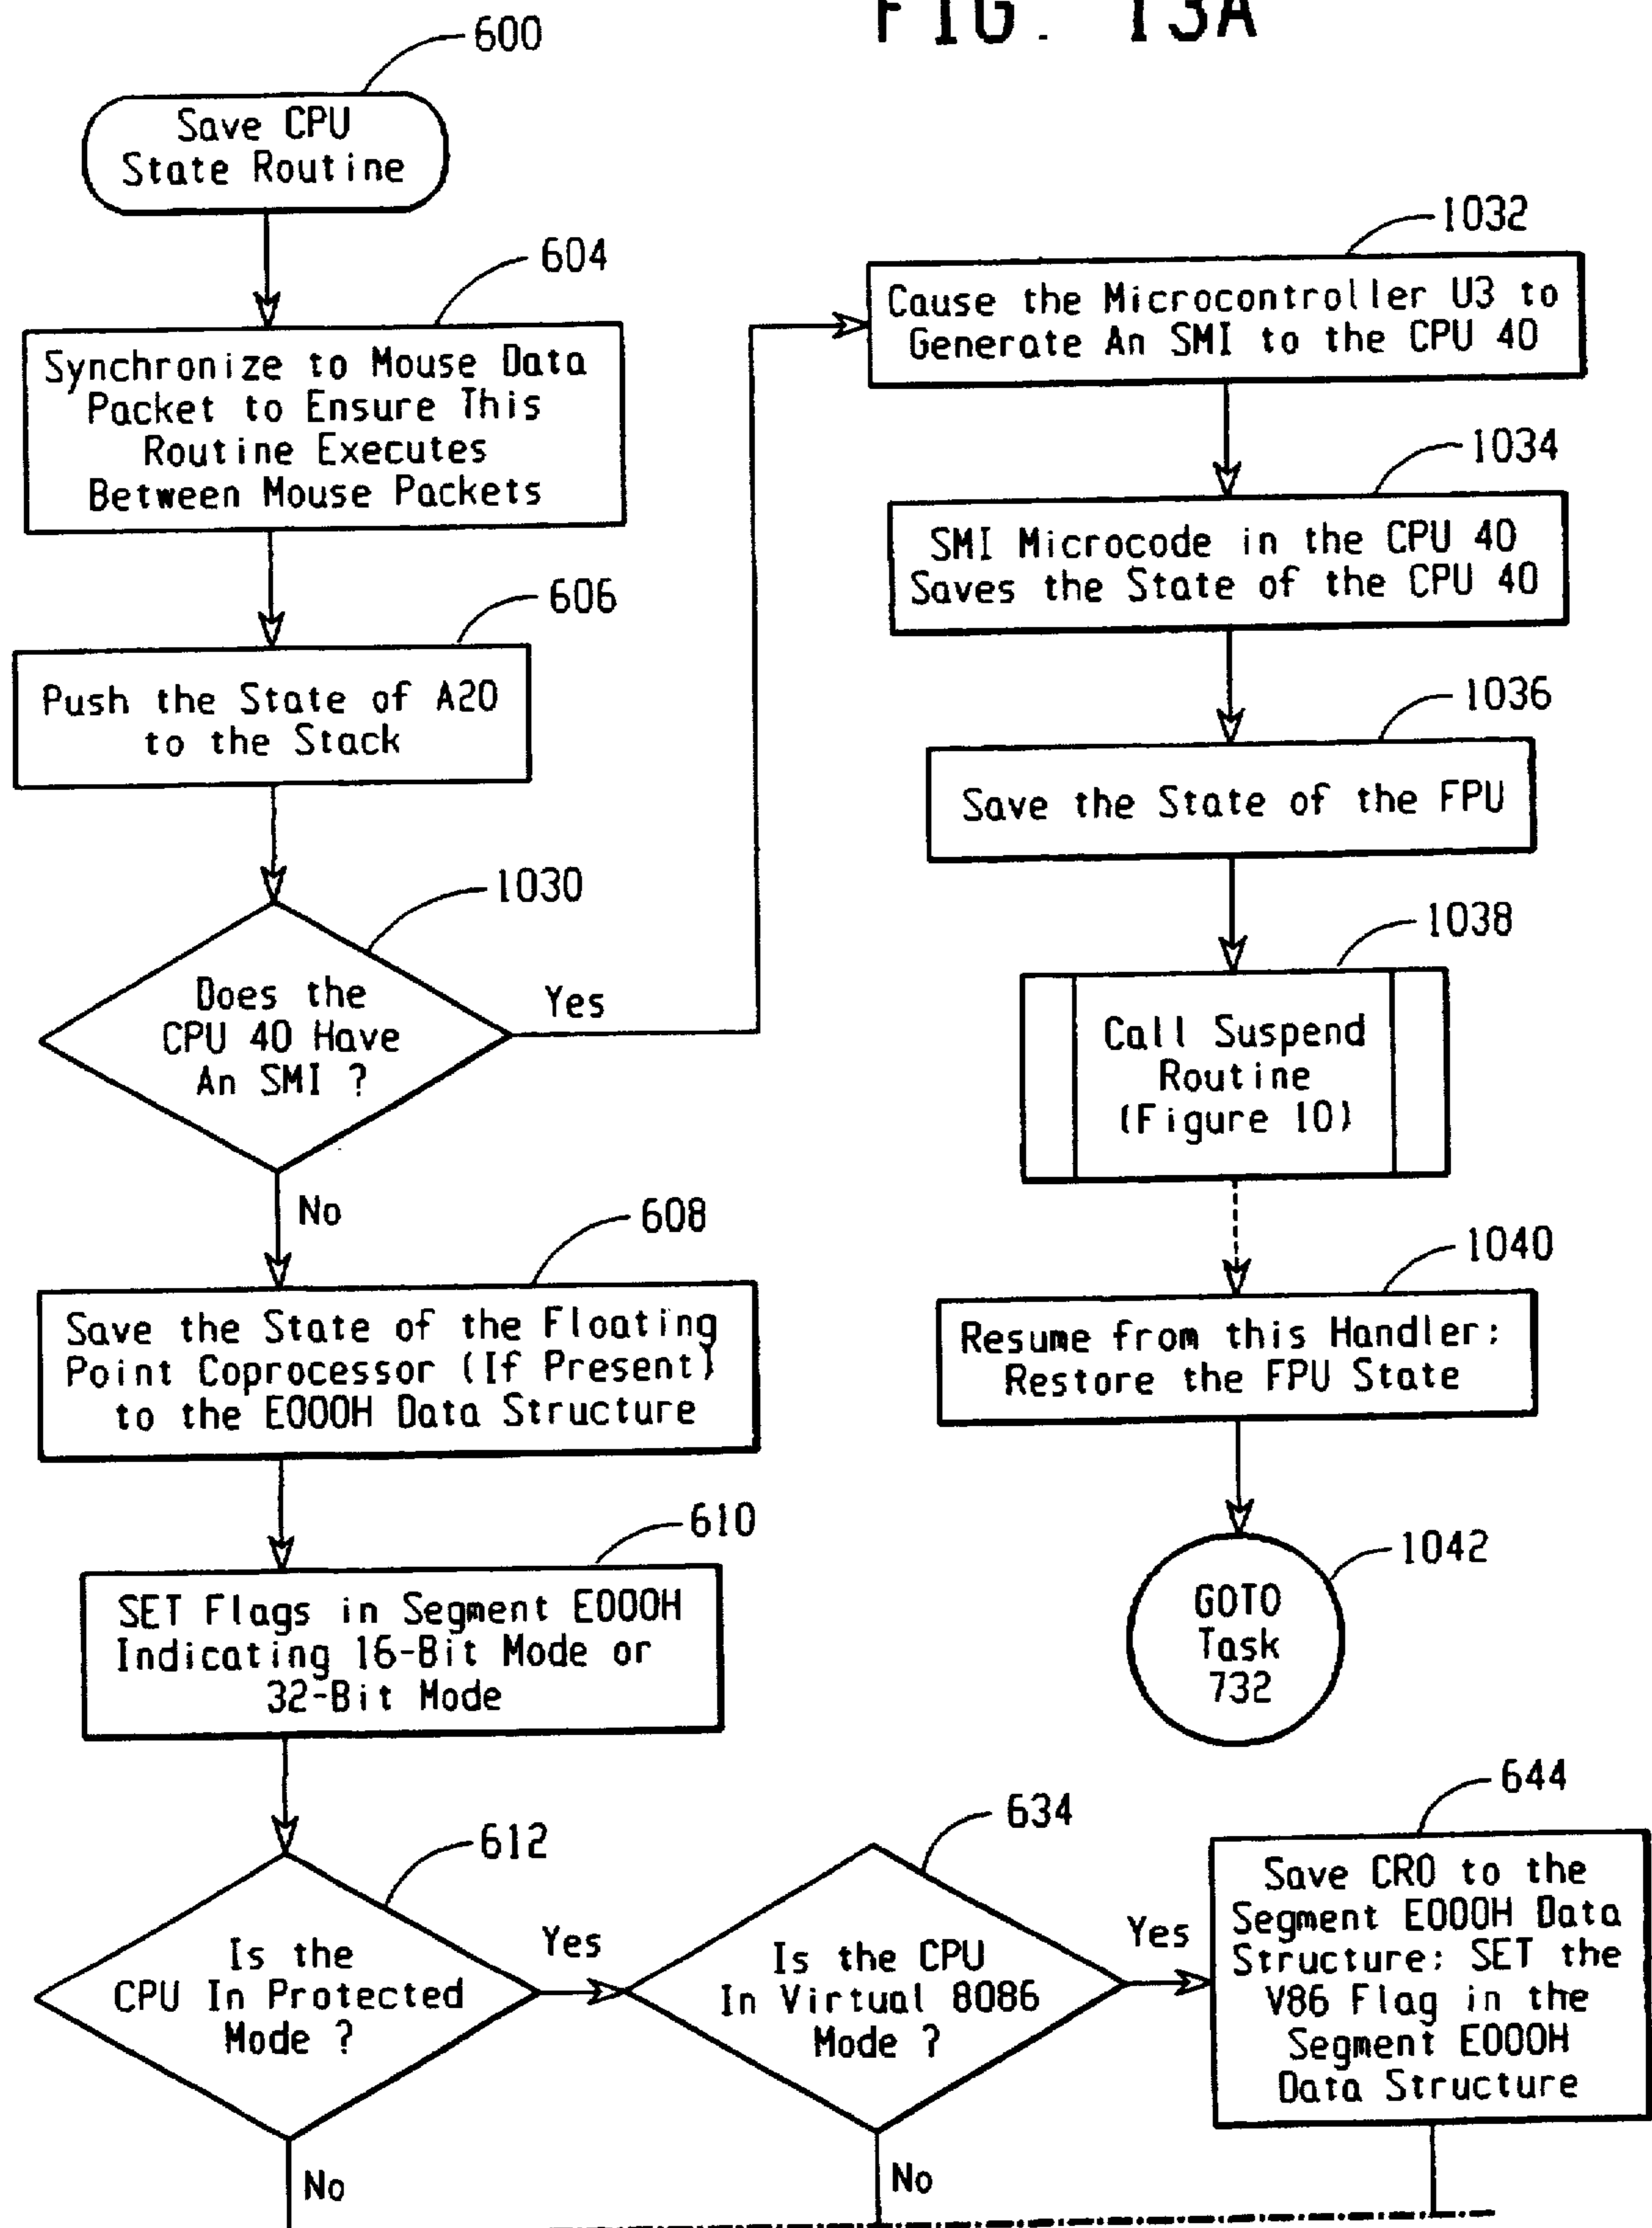 FIG. 13A
600
Save CPU
State Routine
604
Synchronize to Mouse Data
Packet to Ensure This
Routine Executes
Between Mouse Packets
606
Push the State of A20
to the Stack
1030
Does the
CPU 40 Have
An SMI ?
Yes
No
1032
Cause the Microcontroller U3 to
Generate An SMI to the CPU 40
1034
SMI Microcode in the CPU 40
Saves the State of the CPU 40
1036
Save the State of the FPU
1038
Call Suspend
Routine
(Figure 10)
1040
Resume from this Handler;
Restore the FPU State
1042
GOTO
Task
732
608
Save the State of the Floating
Point Coprocessor (If Present)
to the E000H Data Structure
610
SET Flags in Segment E000H
Indicating 16-Bit Mode or
32-Bit Mode
612
Is the
CPU In Protected
Mode ?
Yes
No
634
Is the CPU
In Virtual 8086
Mode ?
Yes
No
644
Save CR0 to the
Segment E000H Data
Structure; SET the
V86 Flag in the
Segment E000H
Data Structure